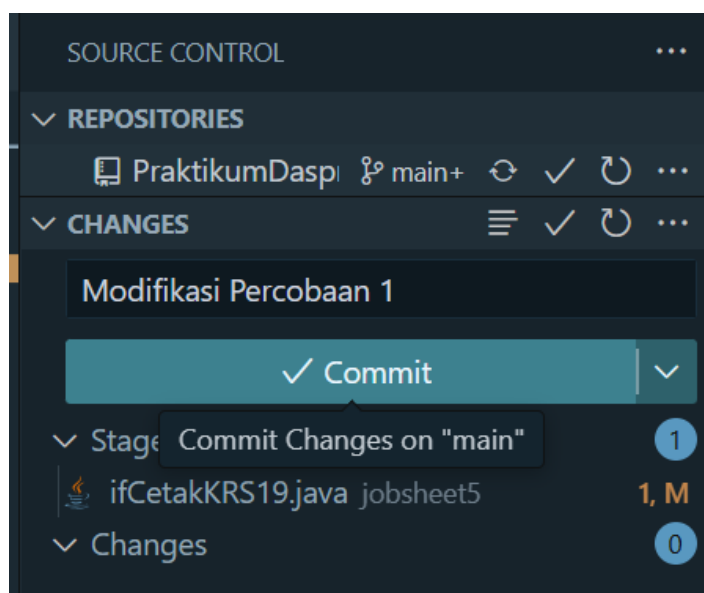 SOURCE CONTROL
REPOSITORIES
PraktikumDasp main+
CHANGES
Modifikasi Percobaan 1
Commit
Stage 1
Commit Changes on "main"
ifCetakKRS19.java jobsheet5 1, M
Changes 0